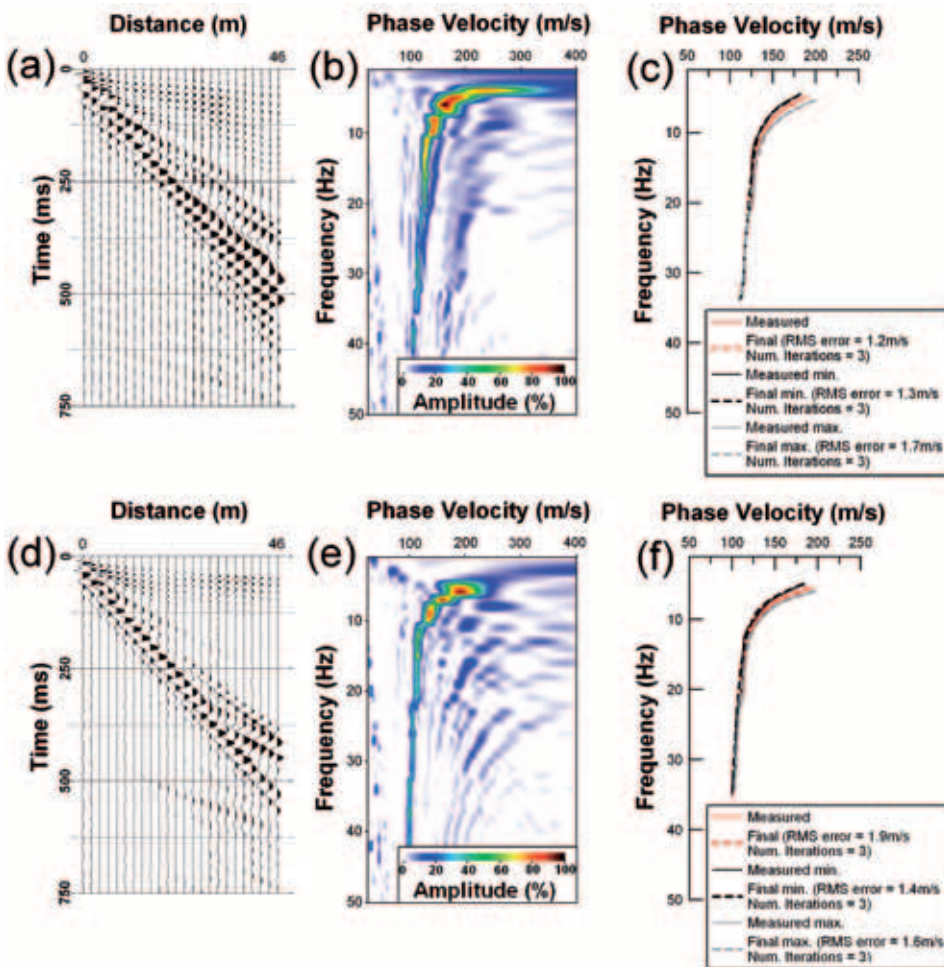 Distance (m)
Phase Velocity (m/s)
Phase Velocity (m/s)
(a)
0
46
0
250
500
750
Time (ms)
(b)
100 200 300 400
10
20
30
40
50
Frequency (Hz)
0 20 40 60 80 100
Amplitude (%)
(c)
50 100 150 200 250
10
20
30
40
50
Frequency (Hz)
Measured
Final (RMS error = 1.2m/s
Num. Iterations = 3)
Measured min.
Final min. (RMS error = 1.3m/s
Num. Iterations = 3)
Measured max.
Final max. (RMS error = 1.7m/s
Num. Iterations = 3)
Distance (m)
Phase Velocity (m/s)
Phase Velocity (m/s)
(d)
0
46
0
250
500
750
Time (ms)
(e)
100 200 300 400
10
20
30
40
50
Frequency (Hz)
0 20 40 60 80 100
Amplitude (%)
(f)
50 100 150 200 250
10
20
30
40
50
Frequency (Hz)
Measured
Final (RMS error = 1.9m/s
Num. Iterations = 3)
Measured min.
Final min. (RMS error = 1.4m/s
Num. Iterations = 3)
Measured max.
Final max. (RMS error = 1.6m/s
Num. Iterations = 3)